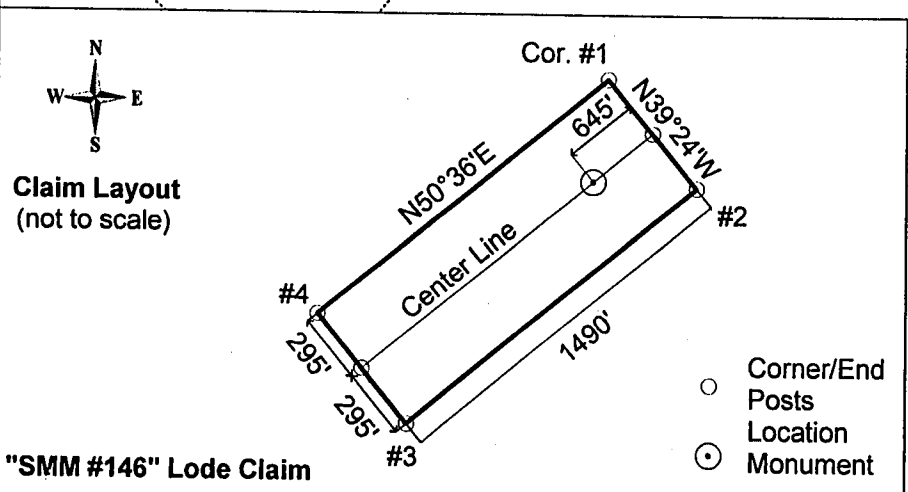 N
W E
S
Claim Layout
(not to scale)
Cor. #1
N39°24'W
645'
N50°36'E
#2
Center Line
#4
1490'
295'
295'
#3
Corner/End
Posts
Location
Monument
"SMM #146" Lode Claim